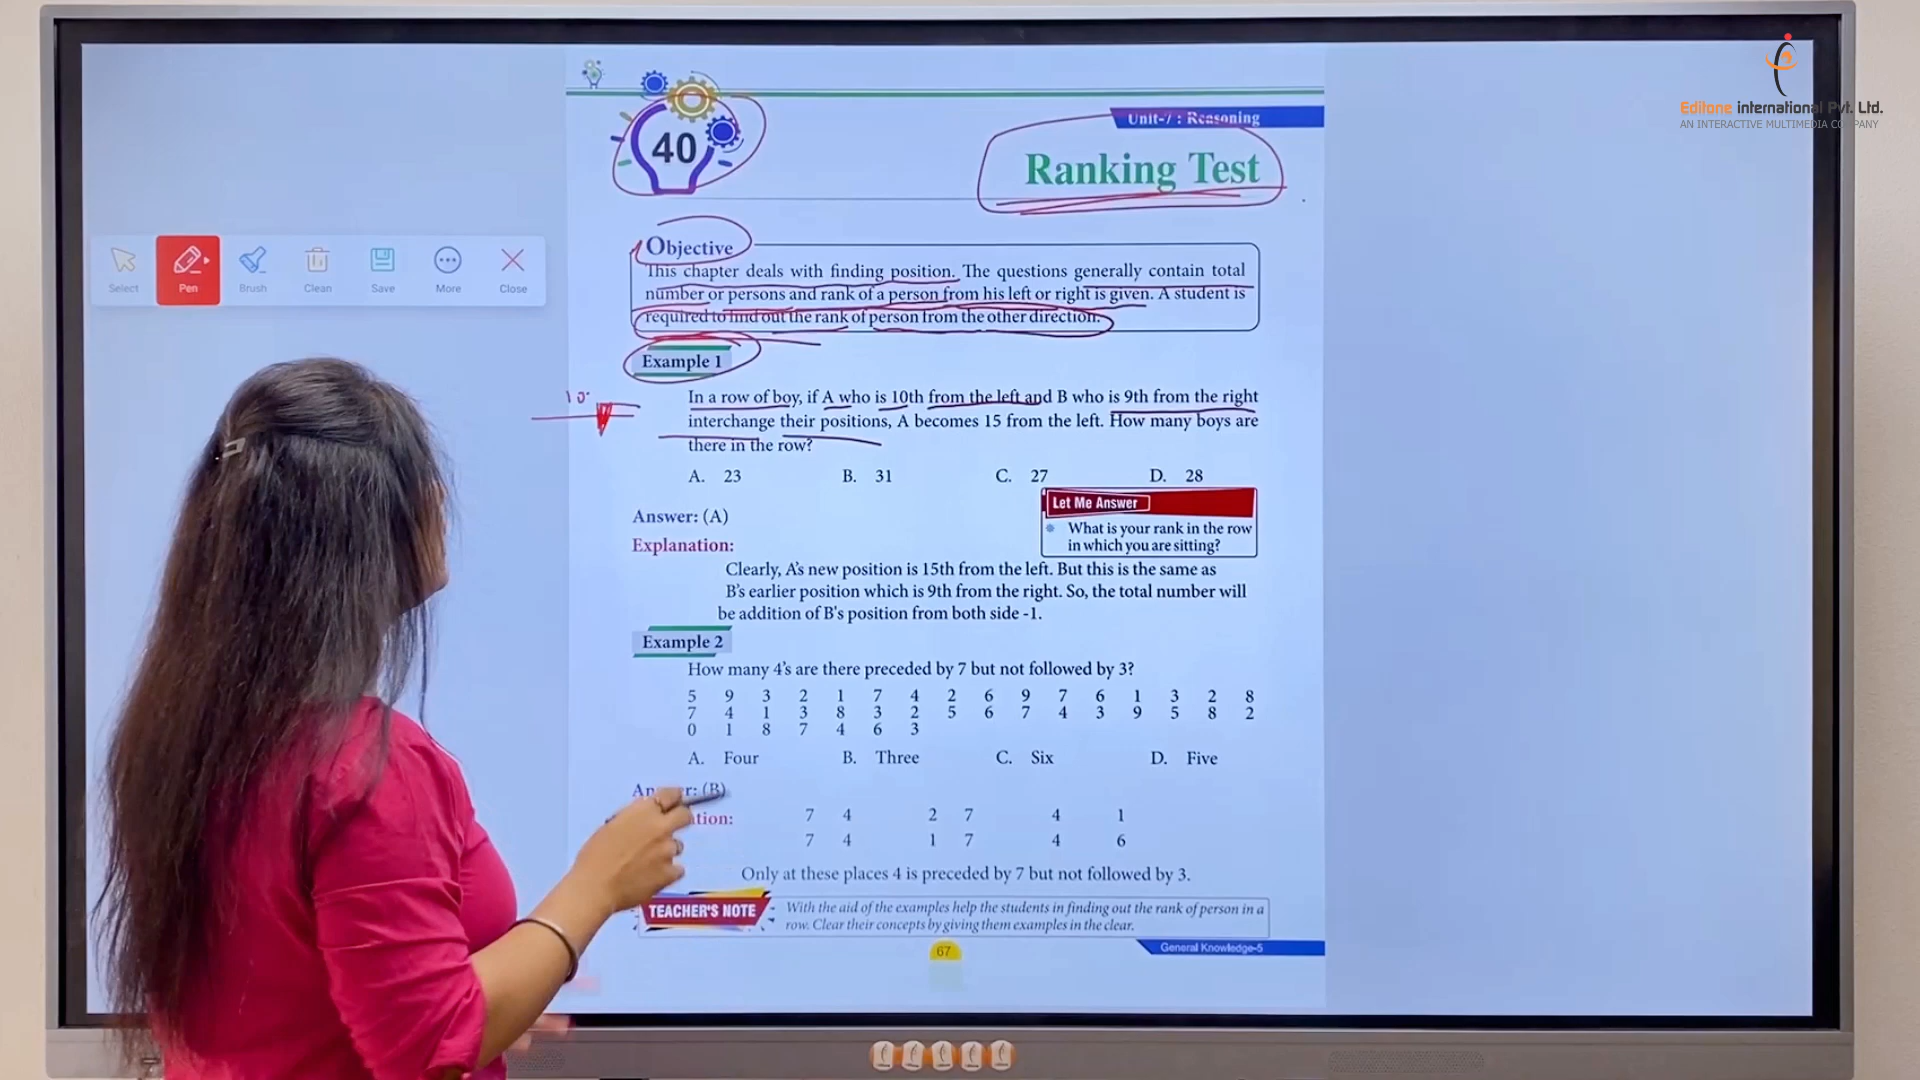 Edilone international Pvt. Ltd.
AN INTERACTIVE MULTIMEDIA COMPANY
Unit-7 : Reasoning
40
Ranking Test
Select
Pen
Brush
Clean
Save
More
Close
Objective
This chapter deals with finding position. The questions generally contain total
number or persons and rank of a person from his left or right is given. A student is
required to find out the rank of person from the other direction.
Example 1
10
In a row of boy, if A who is 10th from the left and B who is 9th from the right
interchange their positions, A becomes 15 from the left. How many boys are
there in the row?
A. 23 B. 31 C. 27 D. 28
Let Me Answer
What is your rank in the row
in which you are sitting?
Answer: (A)
Explanation:
Clearly, A's new position is 15th from the left. But this is the same as
B's earlier position which is 9th from the right. So, the total number will
be addition of B's position from both side -1.
Example 2
How many 4's are there preceded by 7 but not followed by 3?
5 9 3 2 1 7 4 2 6 9 7 6 1 3 2 8
7 4 1 3 8 3 2 5 6 7 4 3 9 5 8 2
0 1 8 7 4 6 3
A. Four B. Three C. Six D. Five
(B)
7 4 2 7 4 1
7 4 1 7 4 6
Only at these places 4 is preceded by 7 but not followed by 3.
TEACHER'S NOTE
With the aid of the examples help the students in finding out the rank of person in a
row. Clear their concepts by giving them examples in the clear.
67
General Knowledge-5